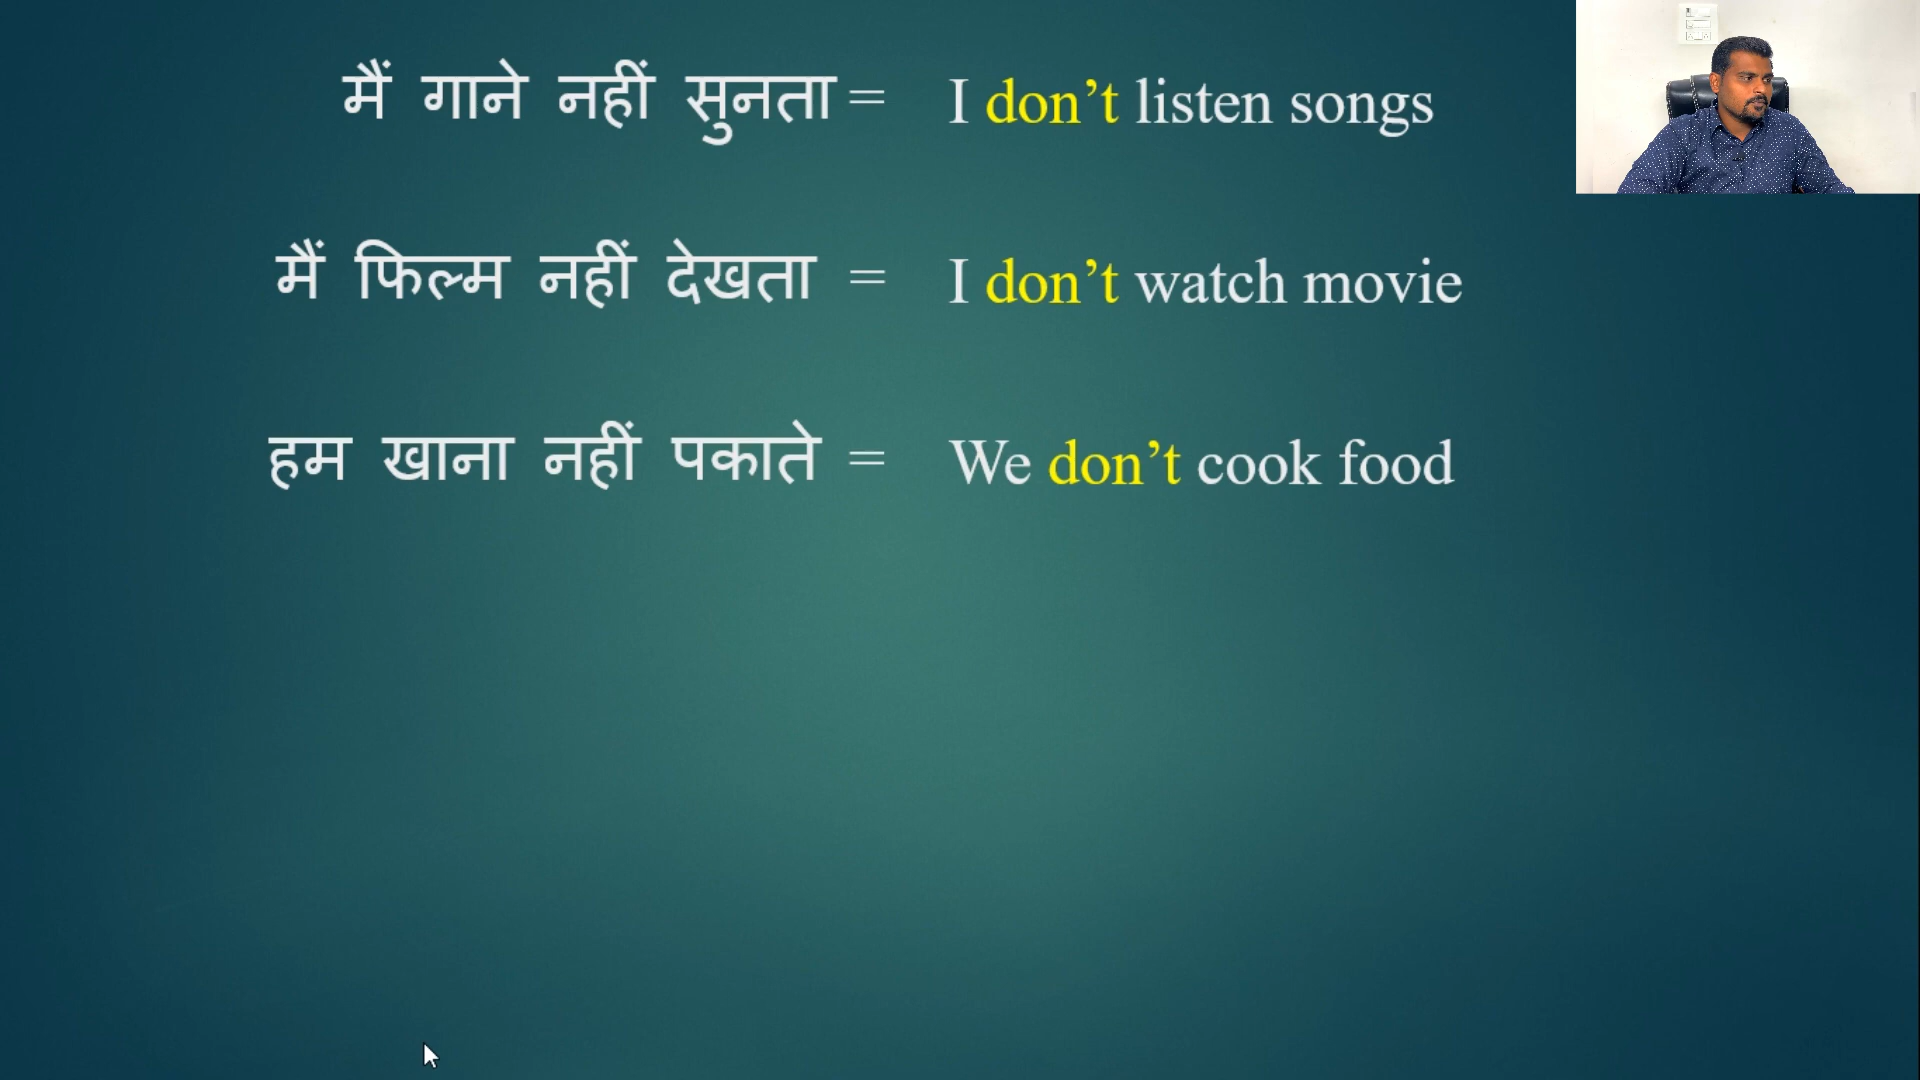 मैं गाने नहीं सुनता = I don’t listen songs
मैं फिल्म नहीं देखता = I don’t watch movie
हम खाना नहीं पकाते = We don’t cook food